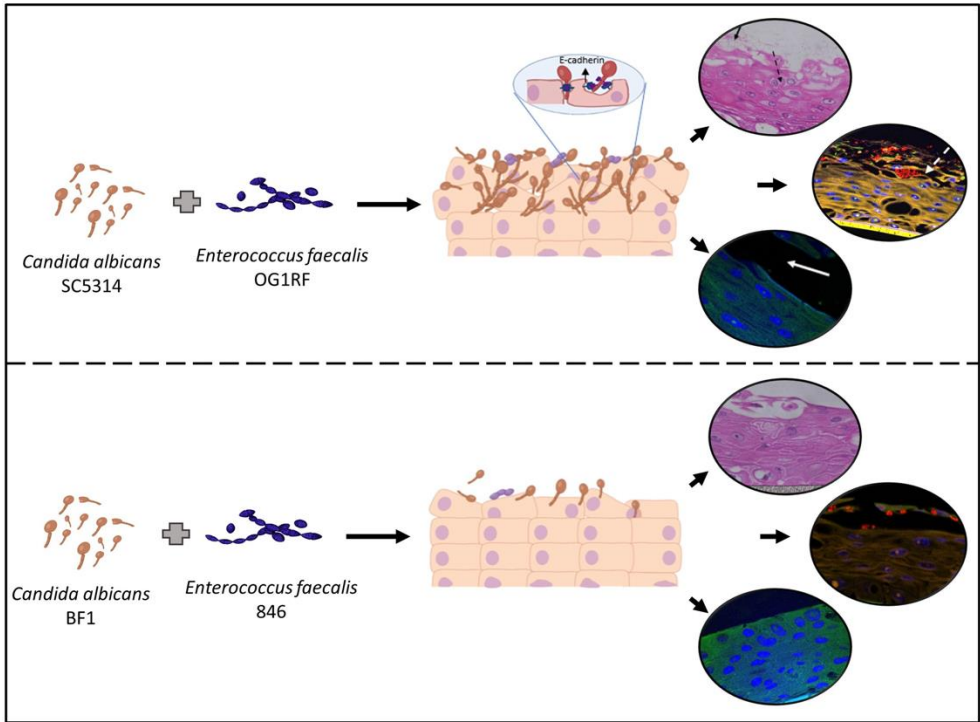 E-cadherin
Candida albicans
SC5314
Enterococcus faecalis
OG1RF
Candida albicans
BF1
Enterococcus faecalis
846